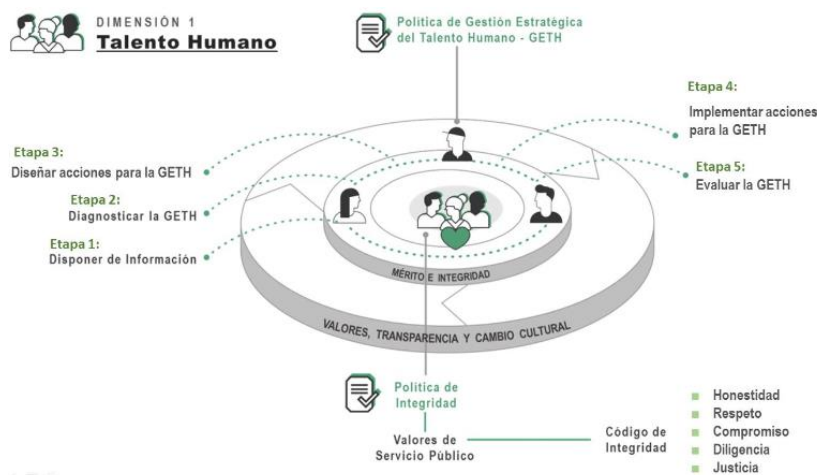 DIMENSIÓN 1
Talento Humano
Política de Gestión Estratégica
del Talento Humano - GETH
Etapa 4:
Implementar acciones
para la GETH
Etapa 3:
Diseñar acciones para la GETH
Etapa 5:
Evaluar la GETH
Etapa 2:
Diagnosticar la GETH
Etapa 1:
Disponer de Información
MÉRITO E INTEGRIDAD
VALORES, TRANSPARENCIA Y CAMBIO CULTURAL
Política de
Integridad
Valores de
Servicio Público
Código de
Integridad
Honestidad
Respeto
Compromiso
Diligencia
Justicia